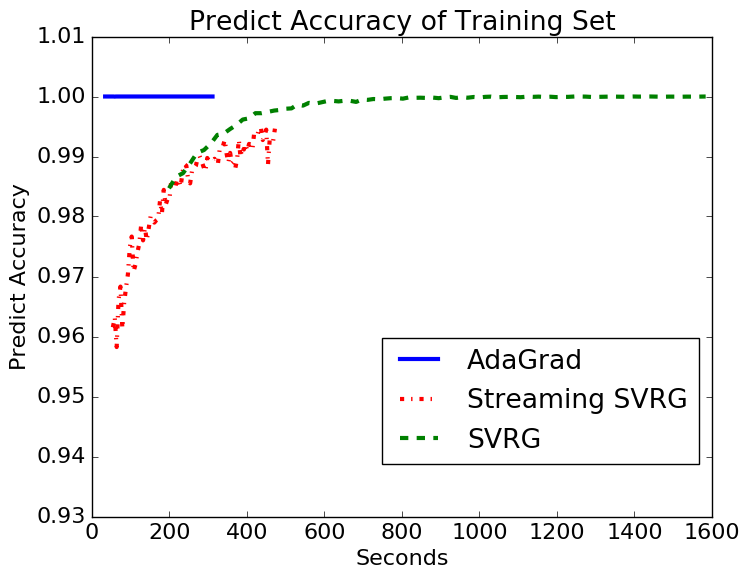 Predict Accuracy of Training Set
1.01
1.00
0.99
0.98
0.97
0.96
0.95
0.94
0.93
Predict Accuracy
AdaGrad
Streaming SVRG
SVRG
0 200 400 600 800 1000 1200 1400 1600
Seconds